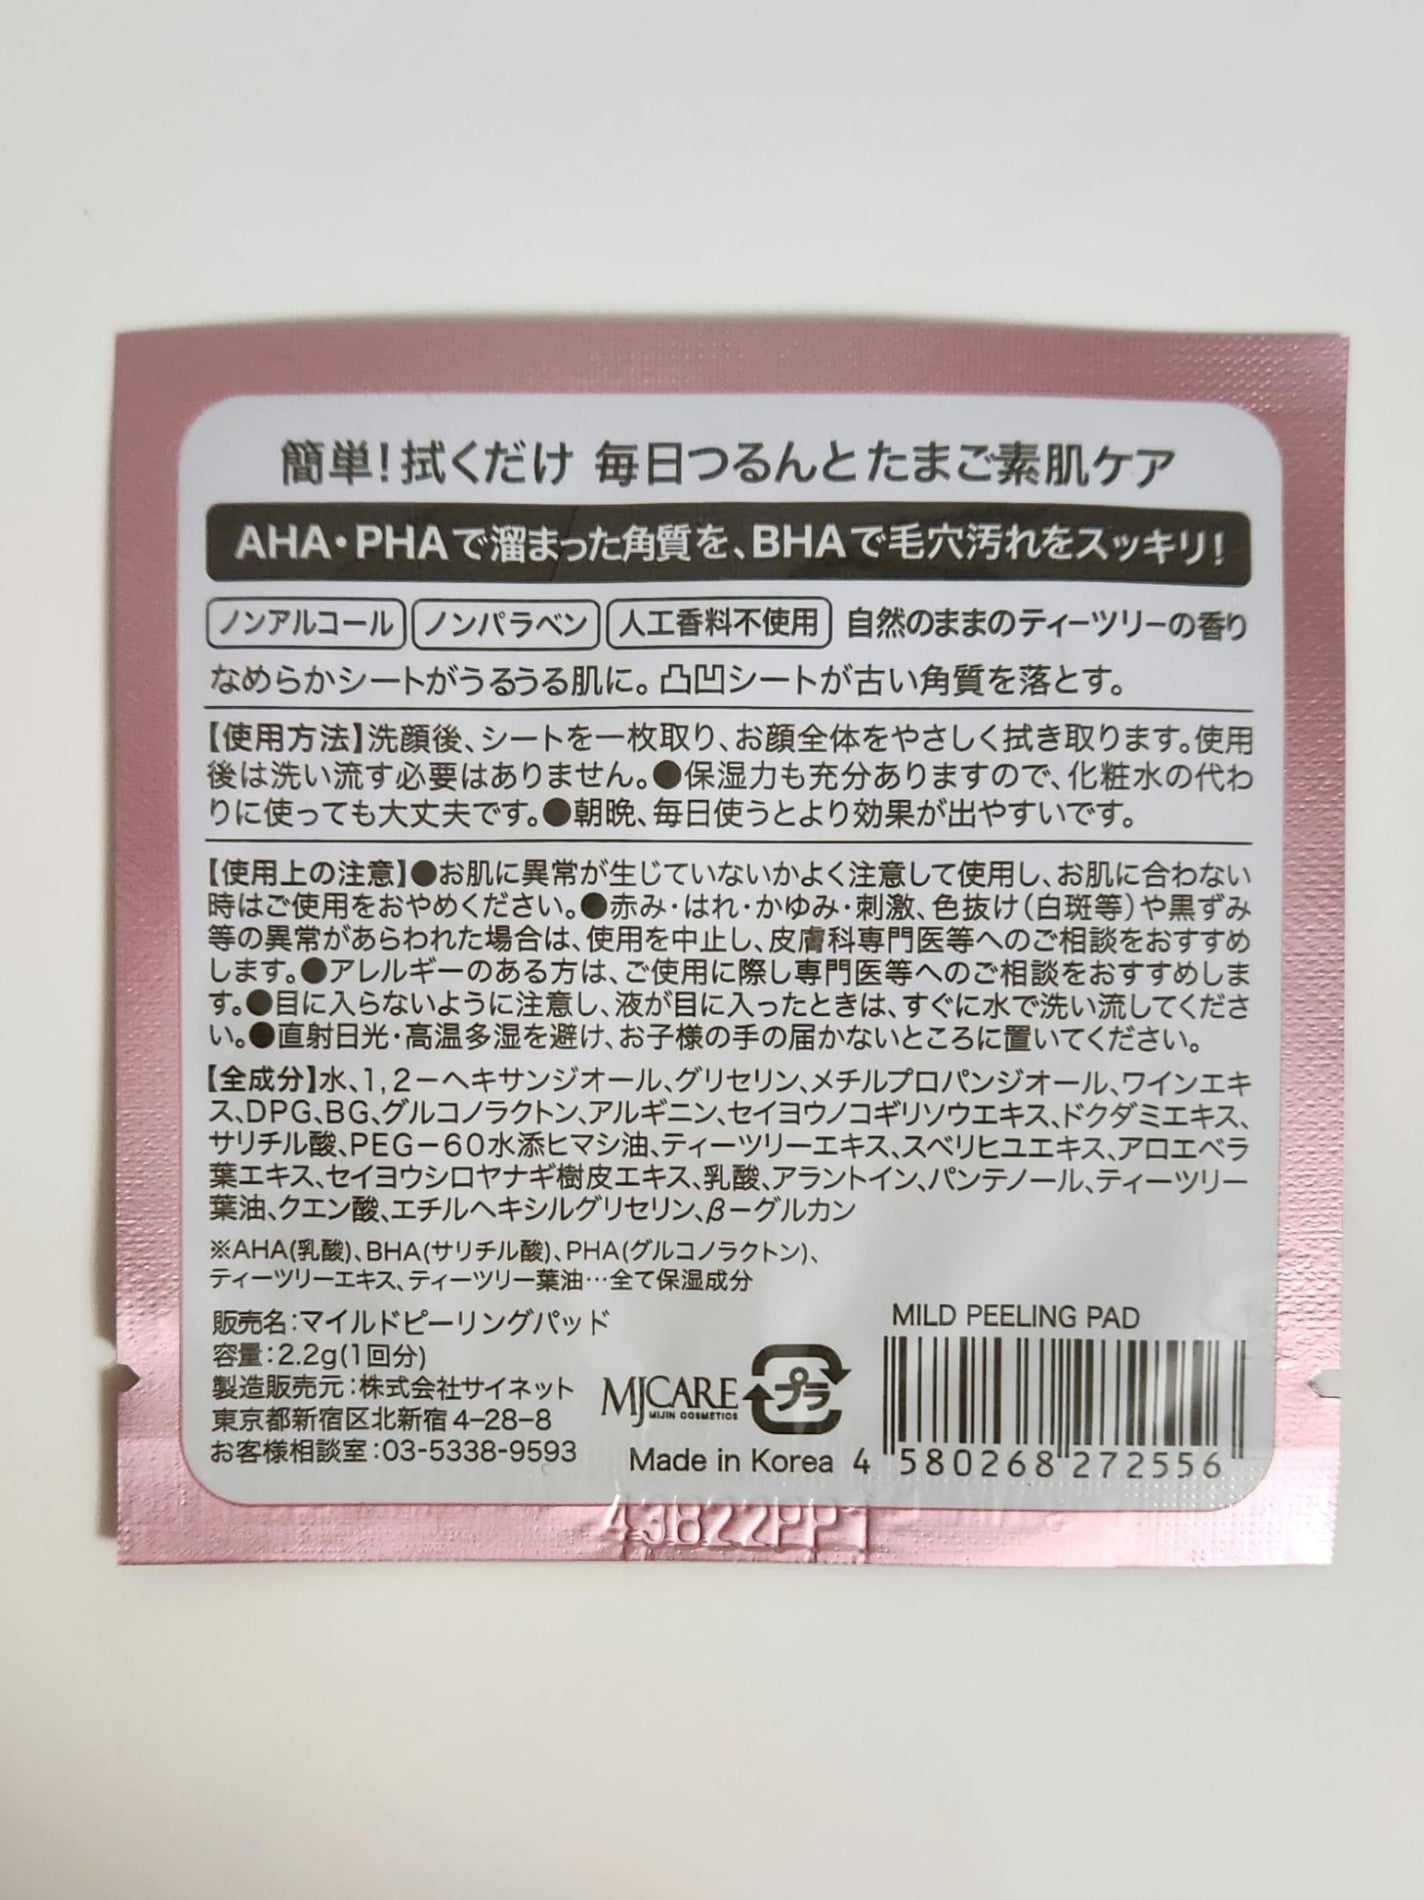 簡単！拭くだけ 毎日つるんとたまご素肌ケア
AHA・PHAで溜まった角質を、BHAで毛穴汚れをスッキリ！
ノンアルコール ノンパラベン 人工香料不使用 自然のままのティーツリーの香り
なめらかシートがうるうる肌に。凸凹シートが古い角質を落とす。
【使用方法】洗顔後、シートを一枚取り、お顔全体をやさしく拭き取ります。使用
後は洗い流す必要はありません。●保湿力も充分ありますので、化粧水の代わ
りに使っても大丈夫です。●朝晩、毎日使うとより効果が出やすいです。
【使用上の注意】●お肌に異常が生じていないかよく注意して使用し、お肌に合わない
時はご使用をおやめください。●赤み・はれ・かゆみ・刺激、色抜け（白斑等）や黒ずみ
等の異常があらわれた場合は、使用を中止し、皮膚科専門医等へのご相談をおすすめ
します。●アレルギーのある方は、ご使用に際し専門医等へのご相談をおすすめしま
す。●目に入らないように注意し、液が目に入ったときは、すぐに水で洗い流してくださ
い。●直射日光・高温多湿を避け、お子様の手の届かないところに置いてください。
【全成分】水、1,2－ヘキサンジオール、グリセリン、メチルプロパンジオール、ワインエキ
ス、DPG、BG、グルコノラクトン、アルギニン、セイヨウノコギリソウエキス、ドクダミエキス、
サリチル酸、PEG－60水添ヒマシ油、ティーツリーエキス、スベリヒユエキス、アロエベラ
葉エキス、セイヨウシロヤナギ樹皮エキス、乳酸、アラントイン、パンテノール、ティーツリー
葉油、クエン酸、エチルヘキシルグリセリン、β－グルカン
※AHA(乳酸)、BHA(サリチル酸)、PHA(グルコノラクトン)、
ティーツリーエキス、ティーツリー葉油…全て保湿成分
販売名：マイルドピーリングパッド
容量：2.2g(1回分)
製造販売元：株式会社サイネット
東京都新宿区北新宿4-28-8
お客様相談室：03-5338-9593
MJCARE
MIJIN COSMETICS
プラ
Made in Korea
MILD PEELING PAD
4 580268 272556
43B22PP1